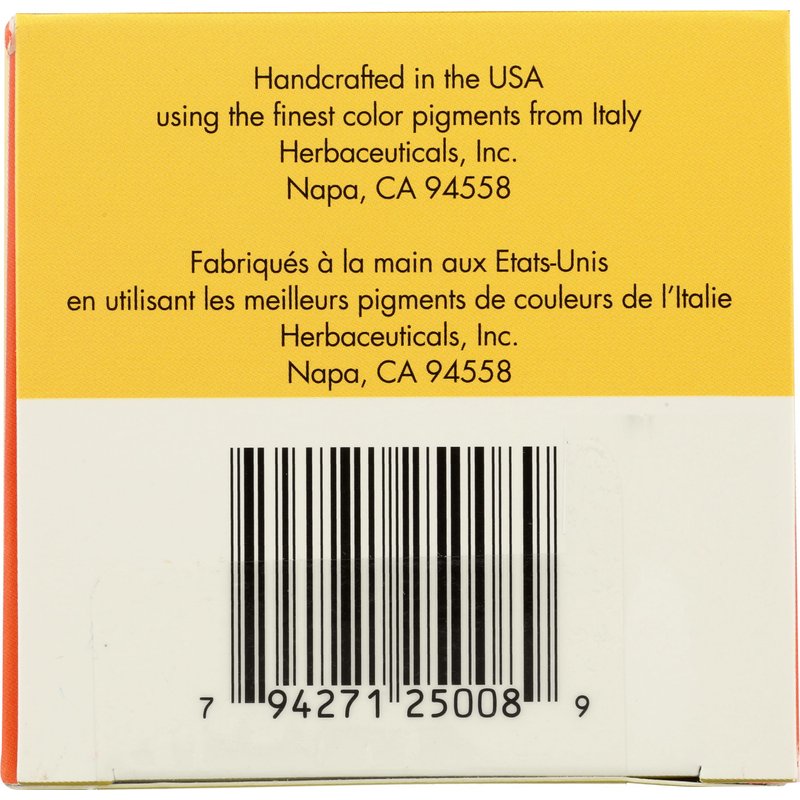 Handcrafted in the USA
using the finest color pigments from Italy
Herbaceuticals, Inc.
Napa, CA 94558
Fabriqués à la main aux Etats-Unis
en utilisant les meilleurs pigments de couleurs de l'Italie
Herbaceuticals, Inc.
Napa, CA 94558
7 94271 25008 9